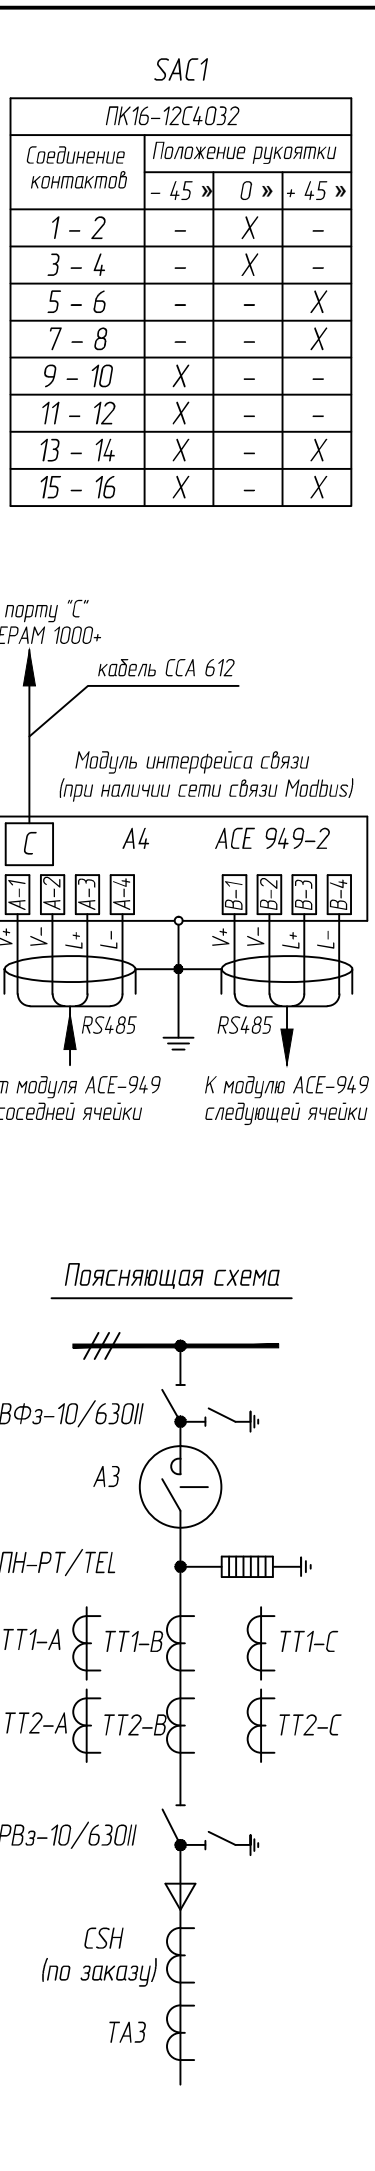 SAC1
ПК16-12С4032
Соединение контактов
Положение рукоятки
- 45 » 0 » + 45 »
1 - 2 - X -
3 - 4 - X -
5 - 6 - - X
7 - 8 - - X
9 - 10 X - -
11 - 12 X - -
13 - 14 X - X
15 - 16 X - X
порту "С"
ЕРАМ 1000+
кабель ССА 612
Модуль интерфейса связи
(при наличии сети связи Modbus)
С А4 АСЕ 949-2
А-1 А-2 А-3 А-4 В-1 В-2 В-3 В-4
V+ V- L+ L- V+ V- L+ L-
RS485 RS485
т модуля АСЕ-949
соседней ячейки
К модулю АСЕ-949
следующей ячейки
Поясняющая схема
ВФз-10/630II
А3
ПН-РТ/TEL
ТТ1-А ТТ1-В ТТ1-С
ТТ2-А ТТ2-В ТТ2-С
РВз-10/630II
CSH
(по заказу)
ТА3